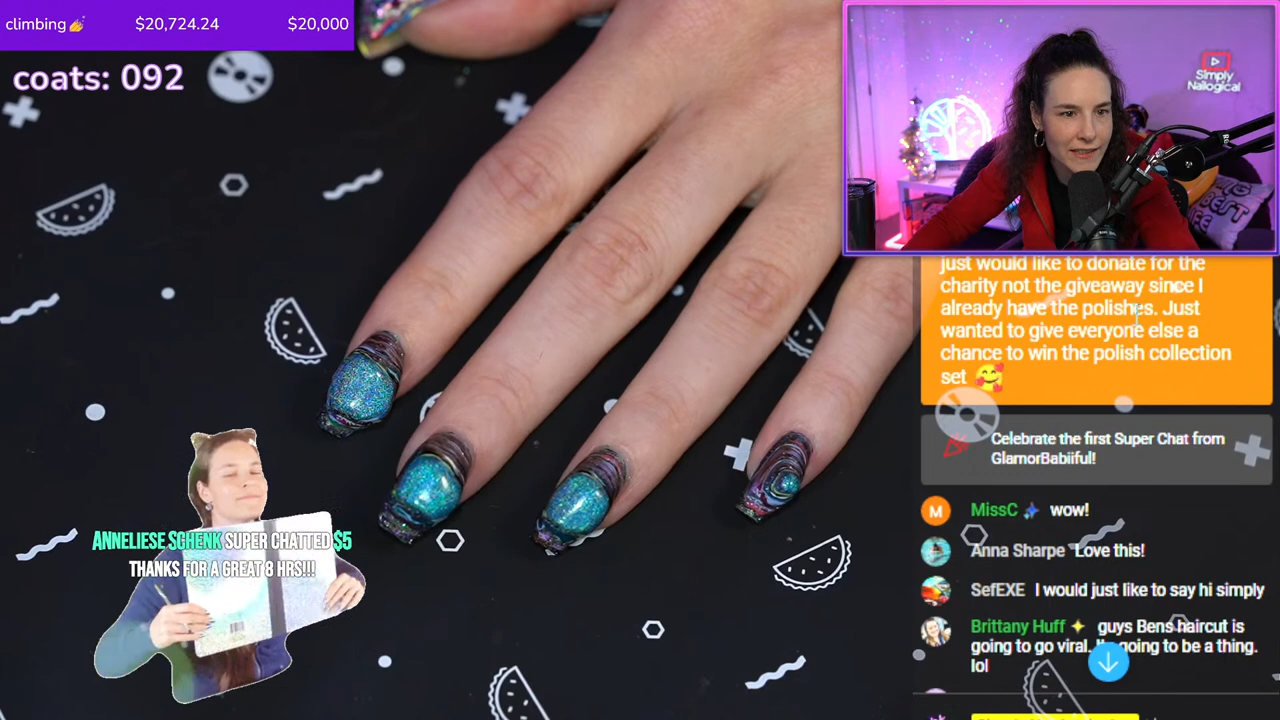 climbing💅 $20,724.24 $20,000
coats: 092
Simply
Nailogical
just would like to donate for the
charity not the giveaway since I
already have the polishes. Just
wanted to give everyone else a
chance to win the polish collection
set 🥰
Celebrate the first Super Chat from
GlamorBabiiful!
MissC wow!
Anna Sharpe Love this!
SefEXE I would just like to say hi simply
Brittany Huff guys Bens haircut is
going to go viral. going to be a thing.
lol
ANNELIESE SCHENK SUPER CHATTED $5
THANKS FOR A GREAT 8 HRS!!!